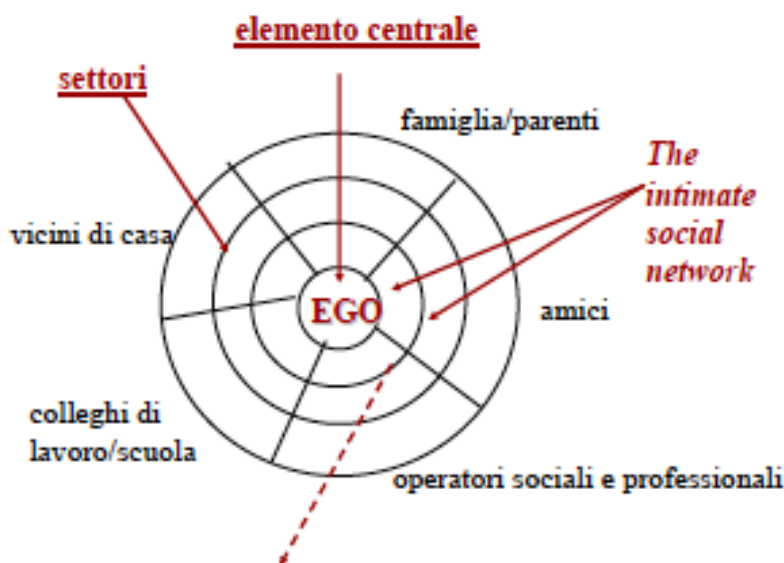 elemento centrale
settori
famiglia/parenti
The
intimate
social
network
vicini di casa
EGO
amici
colleghi di
lavoro/scuola
operatori sociali e professionali